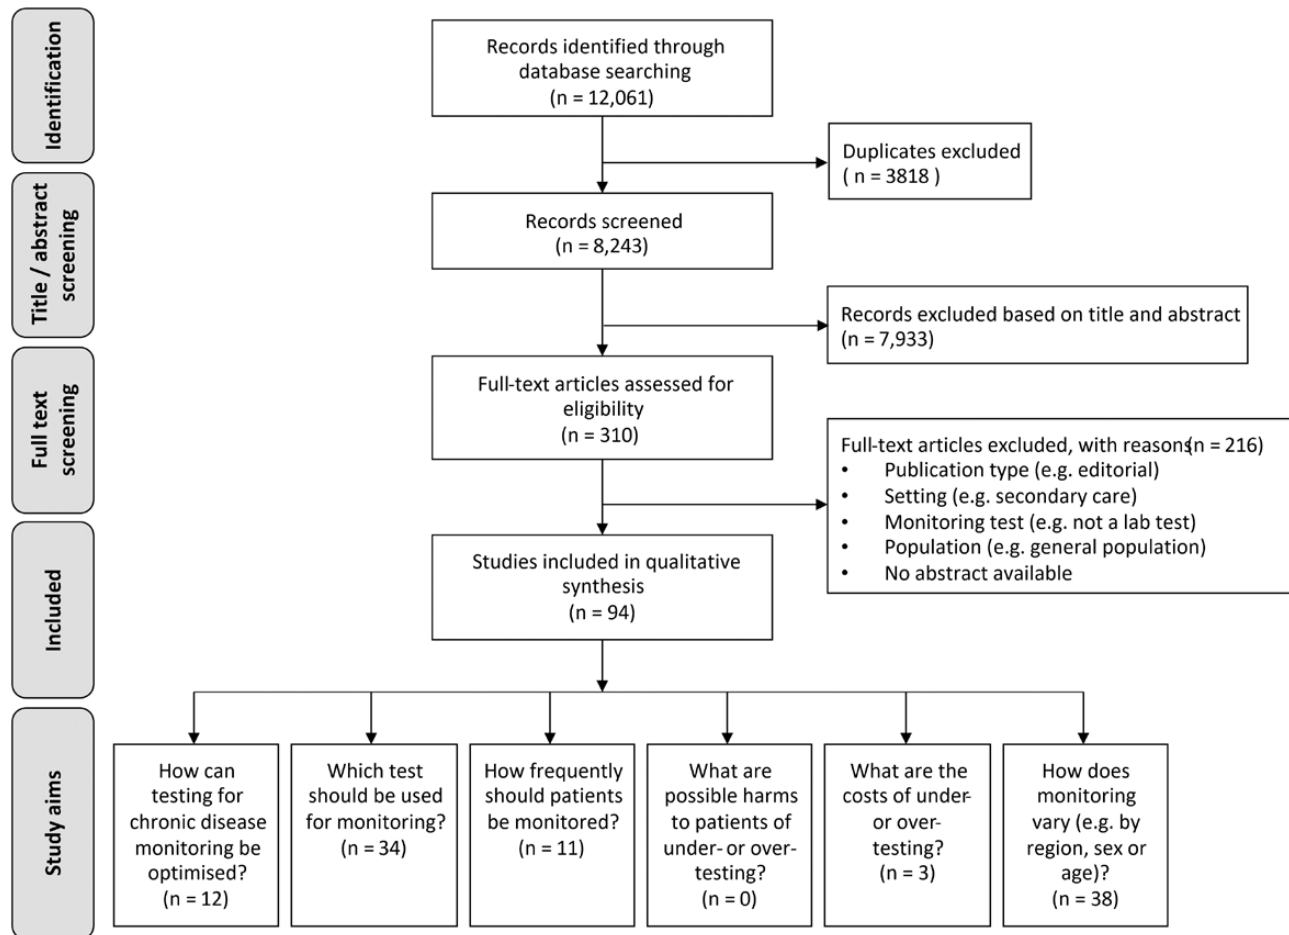 Identification
Records identified through
database searching
(n = 12,061)
Duplicates excluded
( n = 3818 )
Title / abstract
screening
Records screened
(n = 8,243)
Records excluded based on title and abstract
(n = 7,933)
Full text
screening
Full-text articles assessed for
eligibility
(n = 310)
Full-text articles excluded, with reasons(n = 216)
• Publication type (e.g. editorial)
• Setting (e.g. secondary care)
• Monitoring test (e.g. not a lab test)
• Population (e.g. general population)
• No abstract available
Included
Studies included in qualitative
synthesis
(n = 94)
Study aims
How can
testing for
chronic disease
monitoring be
optimised?
(n = 12)
Which test
should be used
for monitoring?
(n = 34)
How frequently
should patients
be monitored?
(n = 11)
What are
possible harms
to patients of
under- or over-
testing?
(n = 0)
What are the
costs of under-
or over-
testing?
(n = 3)
How does
monitoring
vary (e.g. by
region, sex or
age)?
(n = 38)